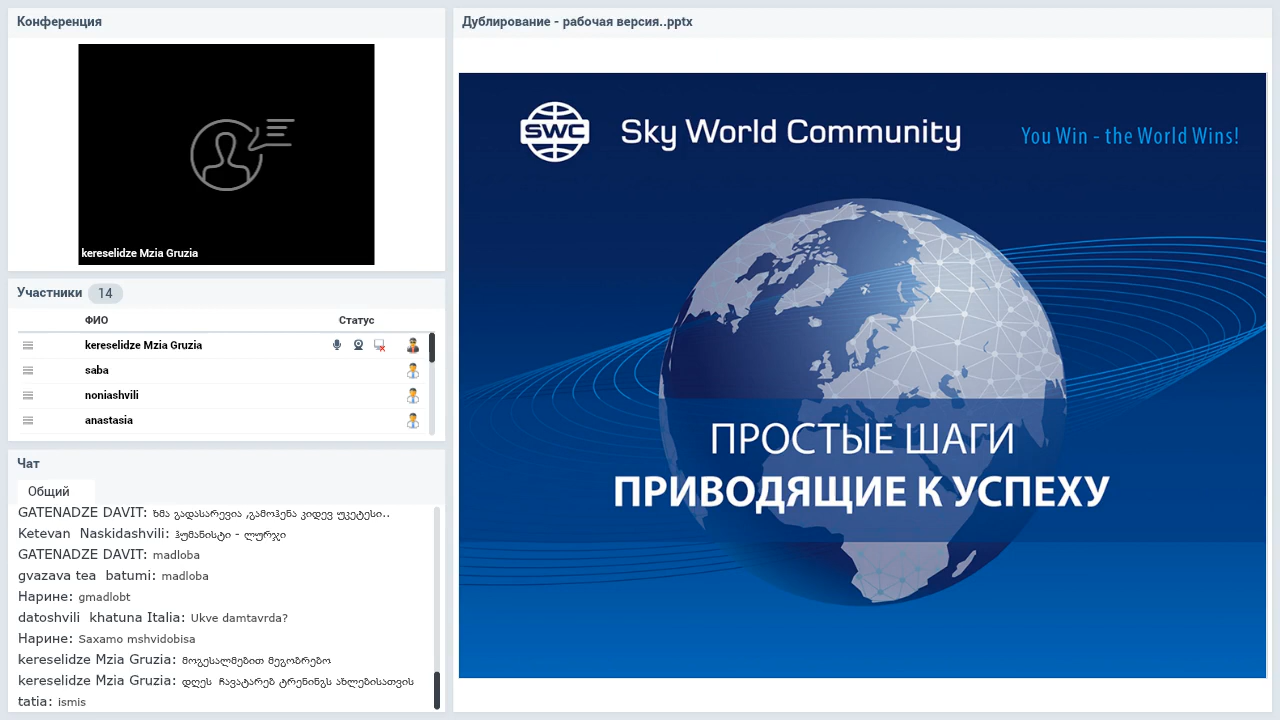 Конференция
kereselidze Mzia Gruzia
Участники 14
ФИО Статус
kereselidze Mzia Gruzia
saba
noniashvili
anastasia
Чат
Общий
GATENADZE DAVIT: ხმა გადასარევია ,გამოჰენა კიდევ უკეტესი..
Ketevan Naskidashvili: ჰუმანისტი - ლურჯი
GATENADZE DAVIT: madloba
gvazava tea batumi: madloba
Нарине: gmadlobt
datoshvili khatuna Italia: Ukve damtavrda?
Нарине: Saxamo mshvidobisa
kereselidze Mzia Gruzia: მოგესალმებით მეგობრებო
kereselidze Mzia Gruzia: დღეს ჩავატარებ ტრენინგს ახლებისათვის
tatia: ismis
Дублирование - рабочая версия..pptx
SWC Sky World Community
You Win - the World Wins!
ПРОСТЫЕ ШАГИ
ПРИВОДЯЩИЕ К УСПЕХУ